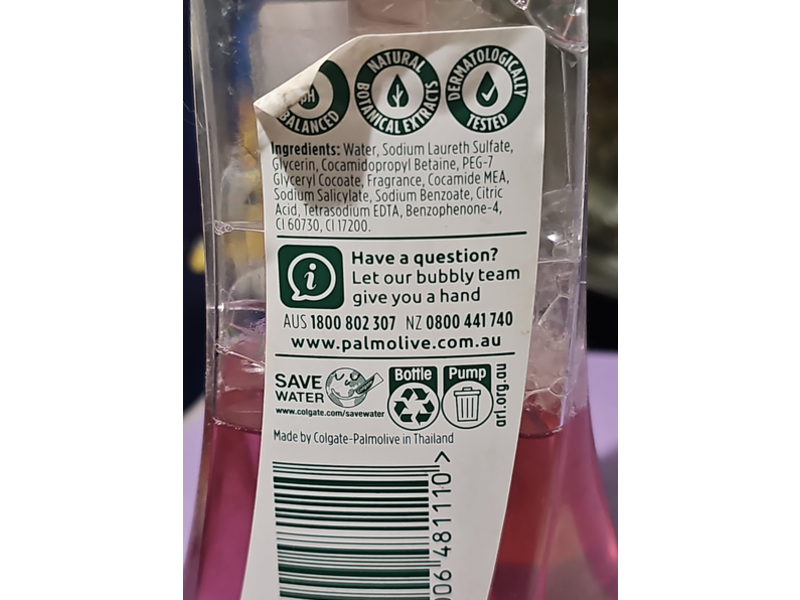 pH BALANCED
NATURAL BOTANICAL EXTRACTS
DERMATOLOGICALLY TESTED
Ingredients: Water, Sodium Laureth Sulfate,
Glycerin, Cocamidopropyl Betaine, PEG-7
Glyceryl Cocoate, Fragrance, Cocamide MEA,
Sodium Salicylate, Sodium Benzoate, Citric
Acid, Tetrasodium EDTA, Benzophenone-4,
CI 60730, CI 17200.
i
Have a question?
Let our bubbly team
give you a hand
AUS 1800 802 307 NZ 0800 441 740
www.palmolive.com.au
SAVE
WATER
www.colgate.com/savewater
Bottle
Pump
arl.org.au
Made by Colgate-Palmolive in Thailand
006 481110 >